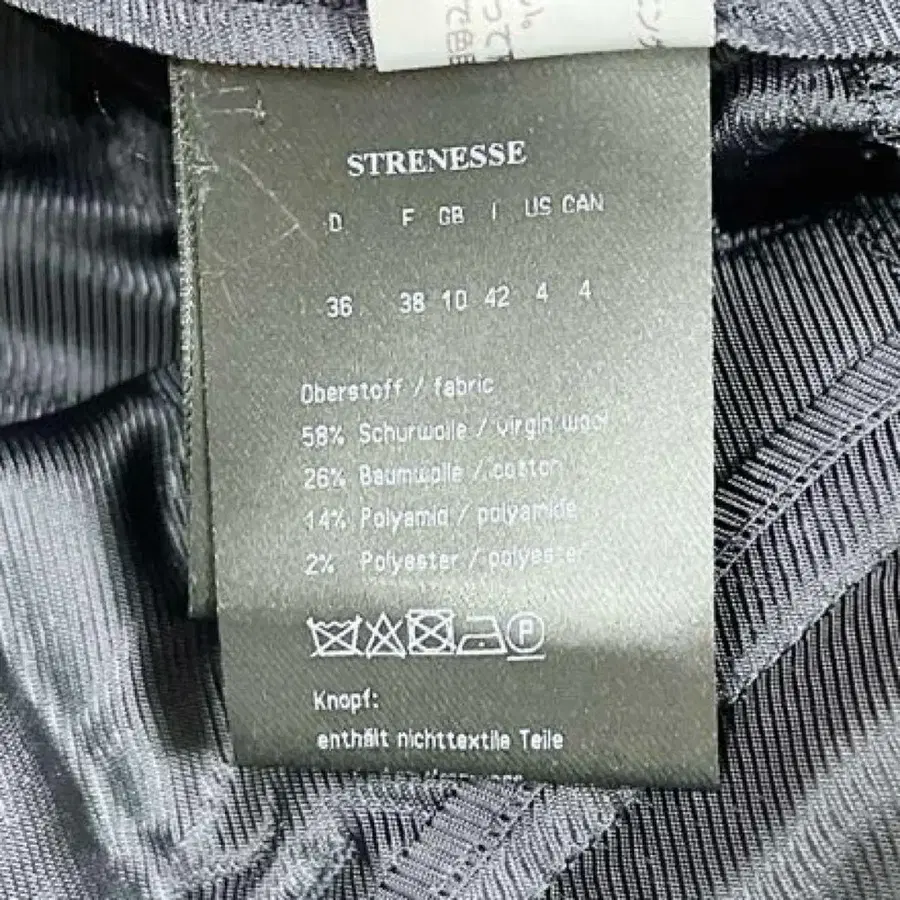 STRENESSE
D F GB I US CAN
36 38 10 42 4 4
Oberstoff / fabric
58% Schurwolle / virgin wool
26% Baumwolle / cotton
14% Polyamid / polyamide
2% Polyester / polyester
P
Knopf:
enthält nichttextile Teile